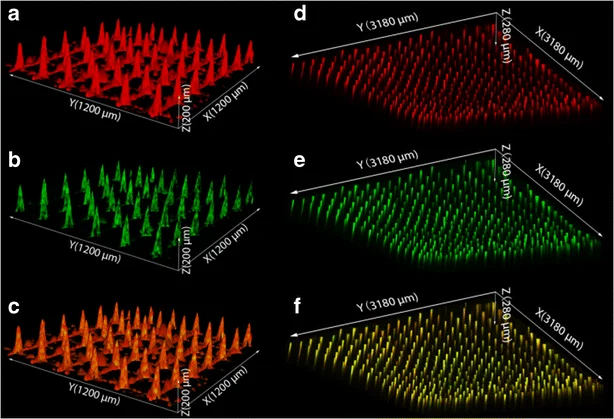 a
Y(1200 µm)
Z(200 µm)
X(1200 µm)
d
Y (3180 µm)
Z (280 µm)
X(3180 µm)
b
Y(1200 µm)
Z(200 µm)
X(1200 µm)
e
Y (3180 µm)
Z (280 µm)
X(3180 µm)
c
Y(1200 µm)
Z(200 µm)
X(1200 µm)
f
Y (3180 µm)
Z (280 µm)
X(3180 µm)